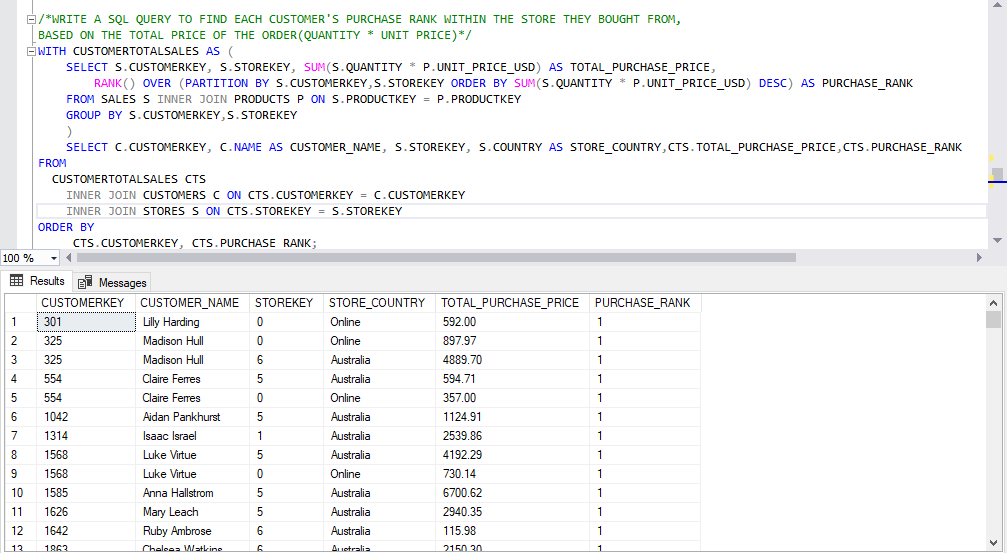 /*WRITE A SQL QUERY TO FIND EACH CUSTOMER'S PURCHASE RANK WITHIN THE STORE THEY BOUGHT FROM,
BASED ON THE TOTAL PRICE OF THE ORDER(QUANTITY * UNIT PRICE)*/
WITH CUSTOMERTOTALSALES AS (
SELECT S.CUSTOMERKEY, S.STOREKEY, SUM(S.QUANTITY * P.UNIT_PRICE_USD) AS TOTAL_PURCHASE_PRICE,
RANK() OVER (PARTITION BY S.CUSTOMERKEY,S.STOREKEY ORDER BY SUM(S.QUANTITY * P.UNIT_PRICE_USD) DESC) AS PURCHASE_RANK
FROM SALES S INNER JOIN PRODUCTS P ON S.PRODUCTKEY = P.PRODUCTKEY
GROUP BY S.CUSTOMERKEY,S.STOREKEY
)
SELECT C.CUSTOMERKEY, C.NAME AS CUSTOMER_NAME, S.STOREKEY, S.COUNTRY AS STORE_COUNTRY,CTS.TOTAL_PURCHASE_PRICE,CTS.PURCHASE_RANK
FROM
CUSTOMERTOTALSALES CTS
INNER JOIN CUSTOMERS C ON CTS.CUSTOMERKEY = C.CUSTOMERKEY
INNER JOIN STORES S ON CTS.STOREKEY = S.STOREKEY
ORDER BY
CTS.CUSTOMERKEY, CTS.PURCHASE_RANK;
100 %
Results Messages
CUSTOMERKEY CUSTOMER_NAME STOREKEY STORE_COUNTRY TOTAL_PURCHASE_PRICE PURCHASE_RANK
1 301 Lilly Harding 0 Online 592.00 1
2 325 Madison Hull 0 Online 897.97 1
3 325 Madison Hull 6 Australia 4889.70 1
4 554 Claire Ferres 5 Australia 594.71 1
5 554 Claire Ferres 0 Online 357.00 1
6 1042 Aidan Pankhurst 5 Australia 1124.91 1
7 1314 Isaac Israel 1 Australia 2539.86 1
8 1568 Luke Virtue 5 Australia 4192.29 1
9 1568 Luke Virtue 0 Online 730.14 1
10 1585 Anna Hallstrom 5 Australia 6700.62 1
11 1626 Mary Leach 5 Australia 2940.35 1
12 1642 Ruby Ambrose 6 Australia 115.98 1
13 1863 Chelsea Watkins 6 Australia 2150.30 1